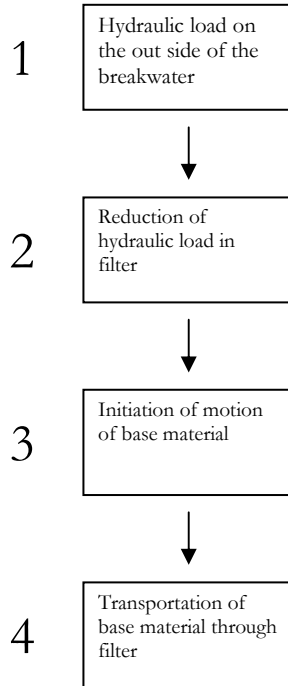 1
Hydraulic load on
the out side of the
breakwater
2
Reduction of
hydraulic load in
filter
3
Initiation of motion
of base material
4
Transportation of
base material through
filter